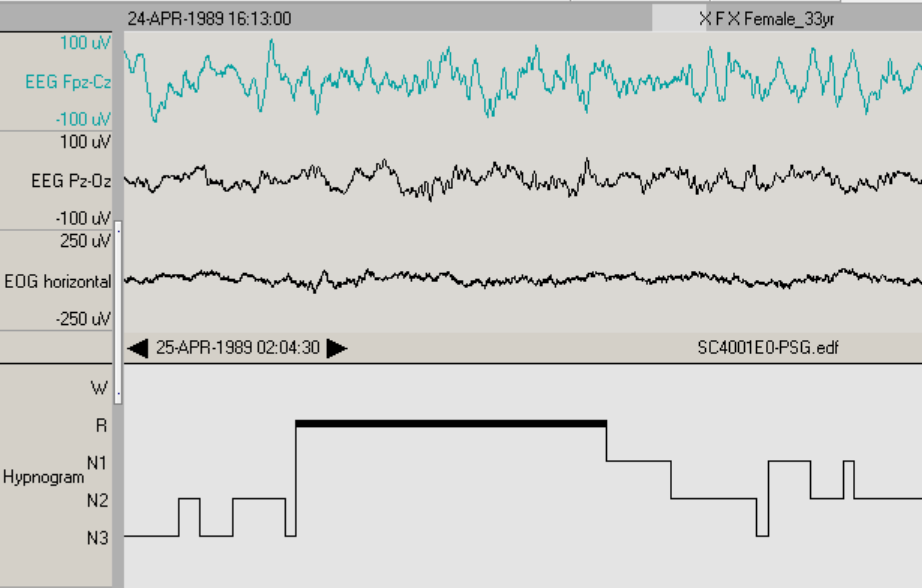 24-APR-1989 16:13:00 X F X Female_33yr
100 uV
EEG Fpz-Cz
-100 uV
100 uV
EEG Pz-Oz
-100 uV
250 uV
EOG horizontal
-250 uV
25-APR-1989 02:04:30 SC4001E0-PSG.edf
W
R
N1
Hypnogram
N2
N3